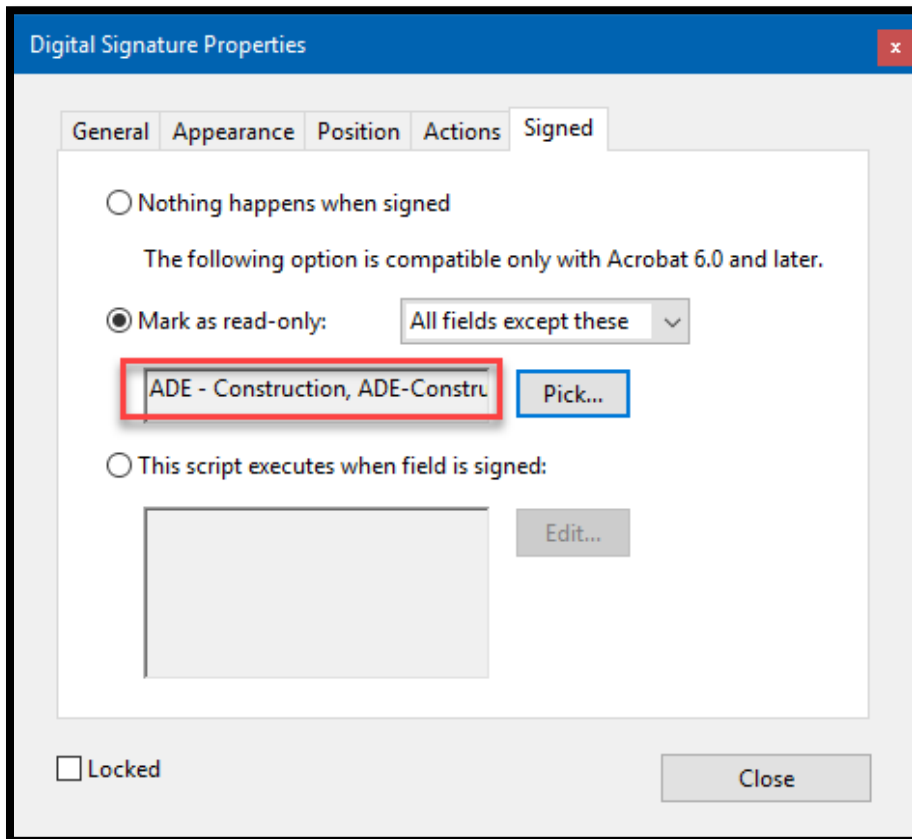 Digital Signature Properties
x
General Appearance Position Actions Signed
Nothing happens when signed
The following option is compatible only with Acrobat 6.0 and later.
Mark as read-only: All fields except these
ADE - Construction, ADE-Constru Pick...
This script executes when field is signed:
Edit...
Locked
Close